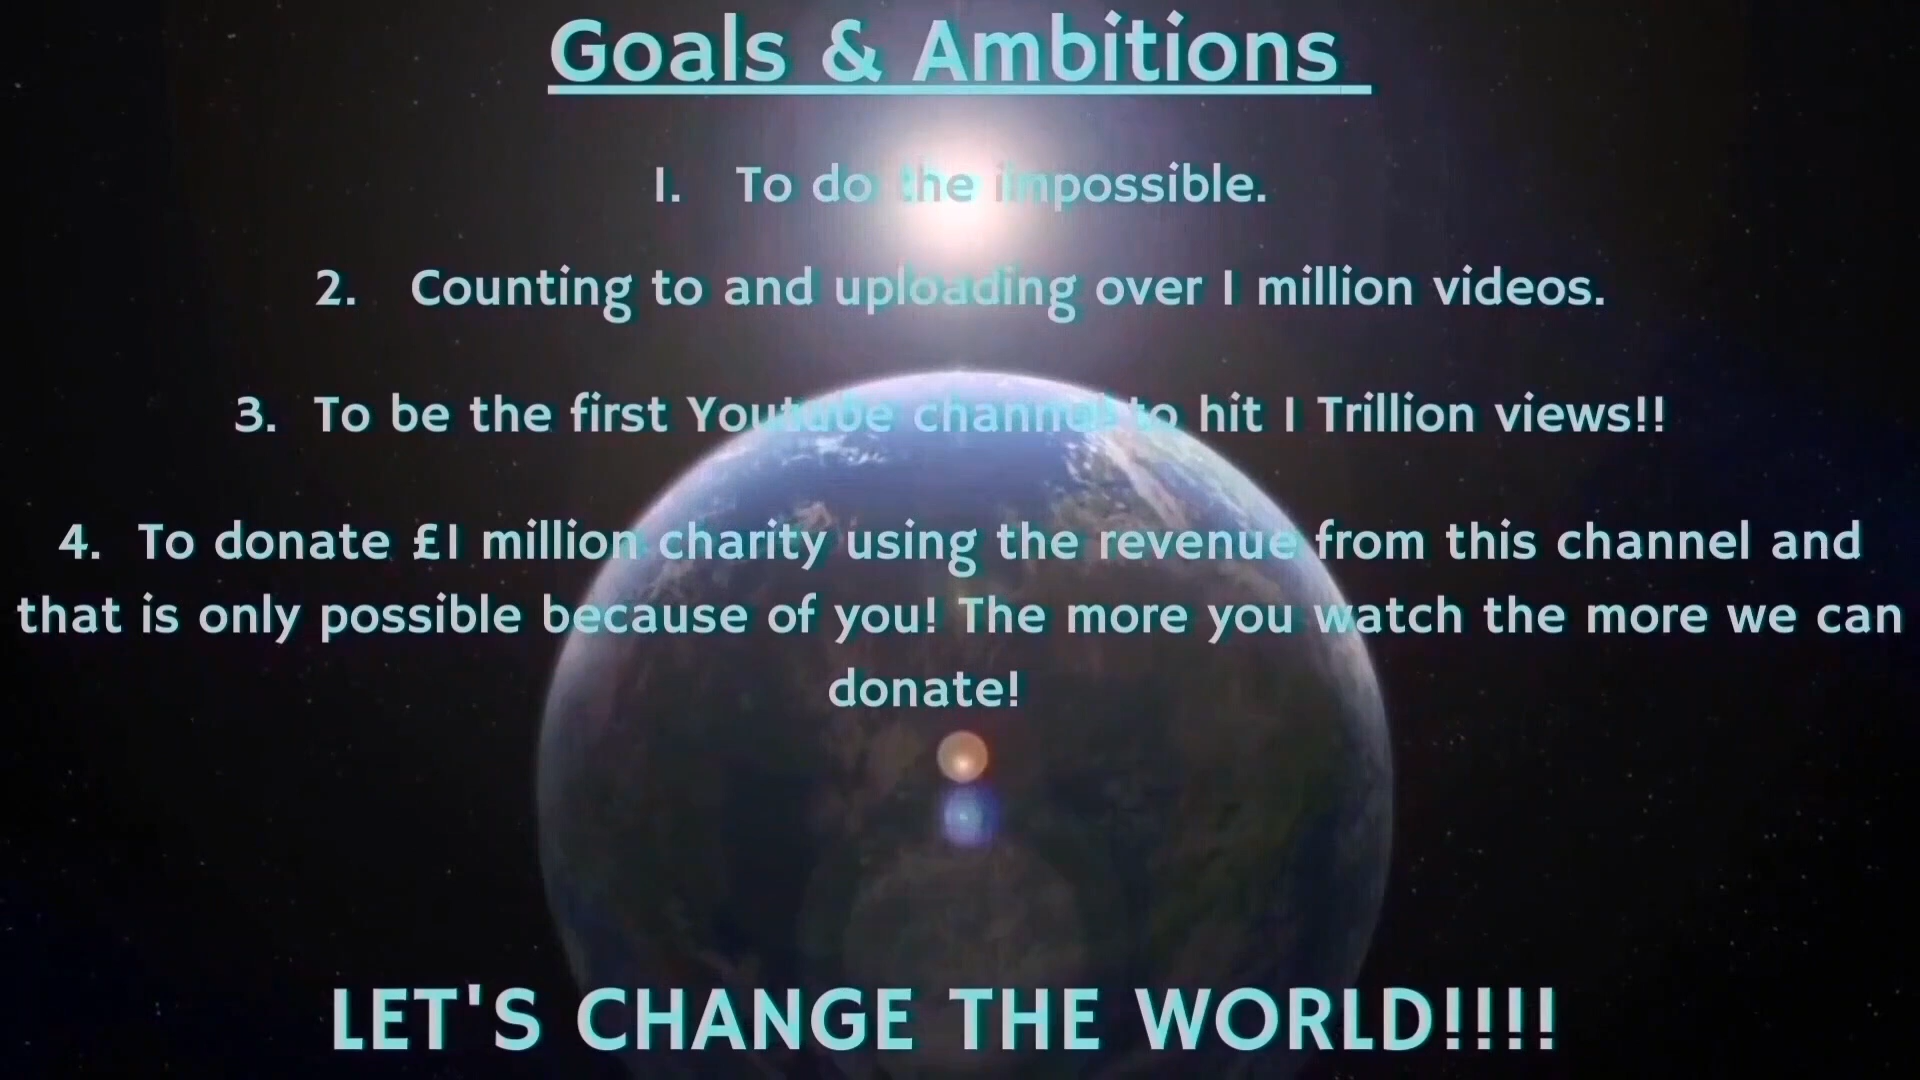 Goals & Ambitions
1. To do the impossible.
2. Counting to and uploading over 1 million videos.
3. To be the first Youtube channel to hit 1 Trillion views!!
4. To donate £1 million charity using the revenue from this channel and
that is only possible because of you! The more you watch the more we can
donate!
LET'S CHANGE THE WORLD!!!!